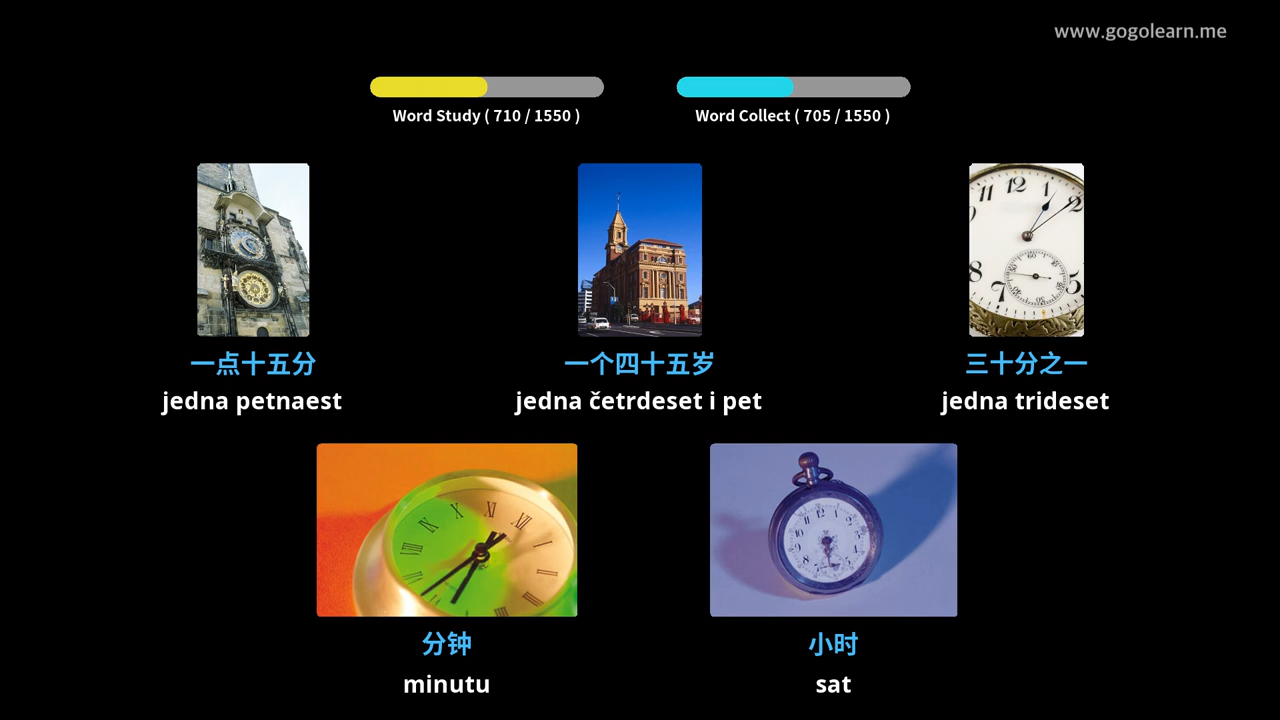 www.gogolearn.me
Word Study ( 710 / 1550 )
Word Collect ( 705 / 1550 )
一点十五分
一个四十五岁
三十分之一
jedna petnaest
jedna četrdeset i pet
jedna trideset
分钟
小时
minutu
sat